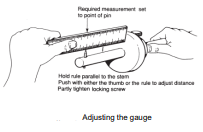 Required measurement set
to point of pin
Hold rule parallel to the stem
Push with either the thumb or the rule to adjust distance
Partly tighten locking screw
Adjusting the gauge